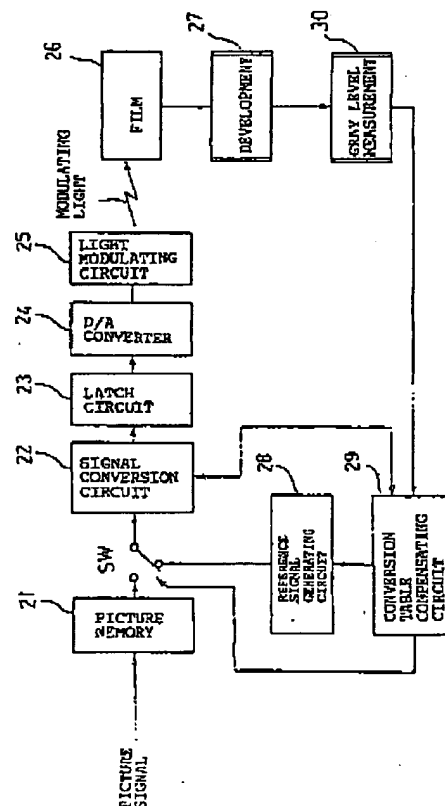 PICTURE
SIGNAL
21
PICTURE
MEMORY
SW
22
SIGNAL
CONVERSION
CIRCUIT
23
LATCH
CIRCUIT
24
D/A
CONVERTER
25
LIGHT
MODULATING
CIRCUIT
MODULATING
LIGHT
26
FILM
27
DEVELOPMENT
30
GRAY LEVEL
MEASUREMENT
28
REFERENCE
SIGNAL
GENERATING
CIRCUIT
29
CONVERSION
TABLE
COMPENSATING
CIRCUIT